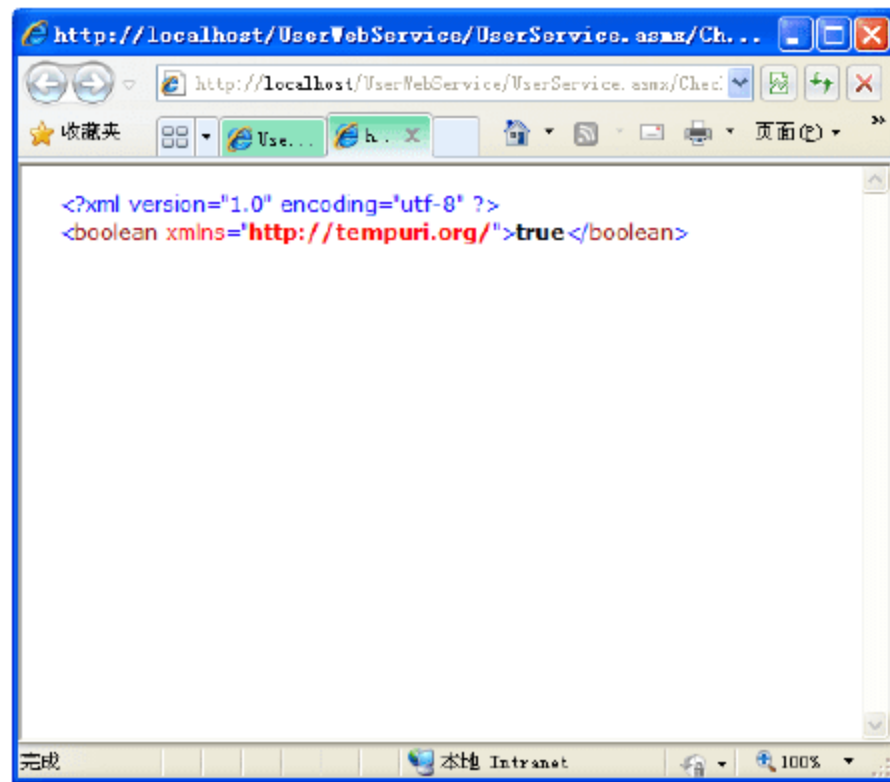 http://localhost/UserWebService/UserService.asmx/Ch...
http://localhost/UserWebService/UserService.asmx/Chec
收藏夹 Use... h. 页面(P) »
<?xml version="1.0" encoding="utf-8" ?>
<boolean xmlns="http://tempuri.org/">true</boolean>
完成 本地 Intranet 100%